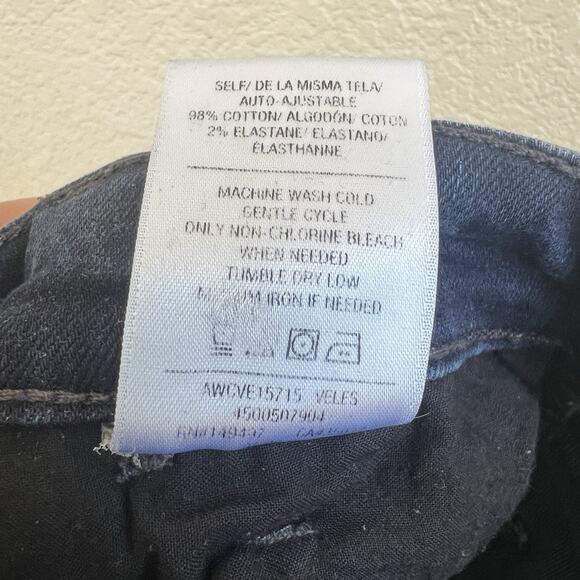 SELF/ DE LA MISMA TELA/
AUTO-AJUSTABLE
98% COTTON/ ALGODÓN/ COTON
2% ELASTANE/ ELASTANO/
ÉLASTHANNE
MACHINE WASH COLD
GENTLE CYCLE
ONLY NON-CHLORINE BLEACH
WHEN NEEDED
TUMBLE DRY LOW
IRON IF NEEDED
AWCVE15715 VELES
4500507904